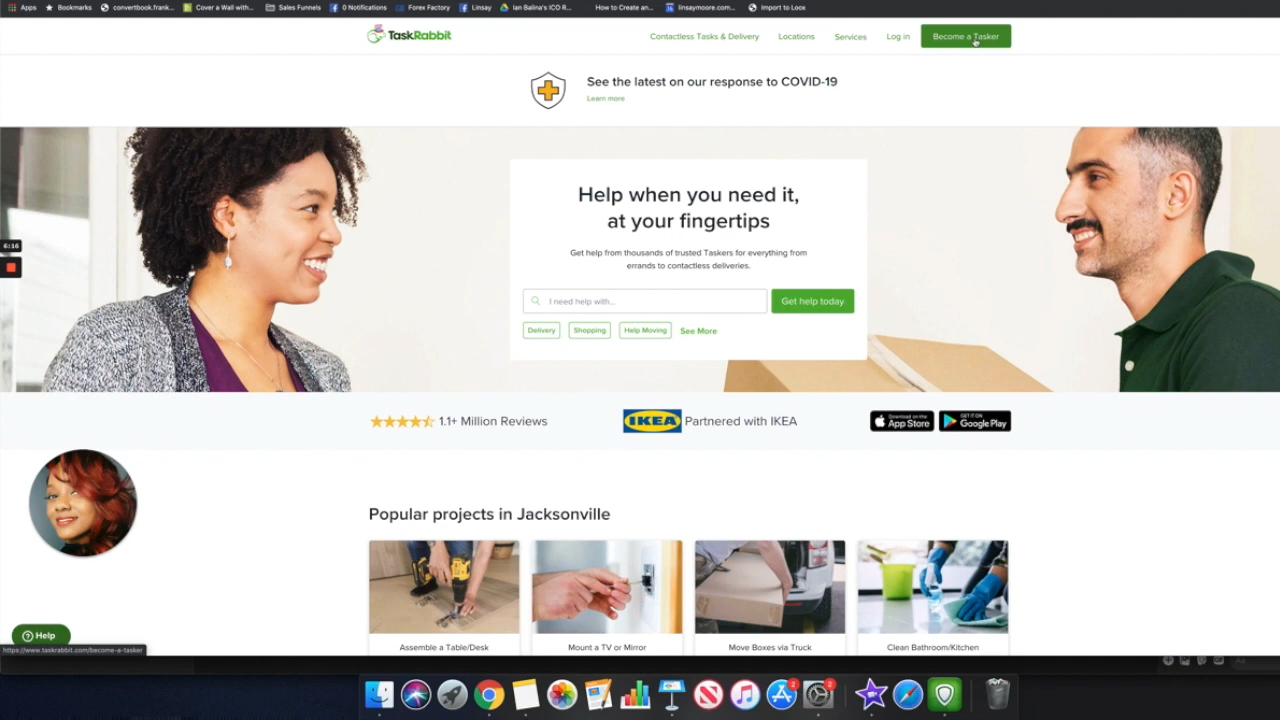 Apps
Bookmarks
convertbook.frank...
Cover a Wall with...
Sales Funnels
0 Notifications
Forex Factory
Linsay
Ian Balina's ICO R...
How to Create an...
linsaymoore.com...
Import to Loox
TaskRabbit
Contactless Tasks & Delivery
Locations
Services
Log in
Become a Tasker
See the latest on our response to COVID-19
Learn more
6:16
Help when you need it,
at your fingertips
Get help from thousands of trusted Taskers for everything from
errands to contactless deliveries.
I need help with...
Get help today
Delivery
Shopping
Help Moving
See More
1.1+ Million Reviews
IKEA
Partnered with IKEA
Download on the
App Store
GET IT ON
Google Play
Popular projects in Jacksonville
Assemble a Table/Desk
Mount a TV or Mirror
Move Boxes via Truck
Clean Bathroom/Kitchen
Help
https://www.taskrabbit.com/become-a-tasker
Aa
2
2